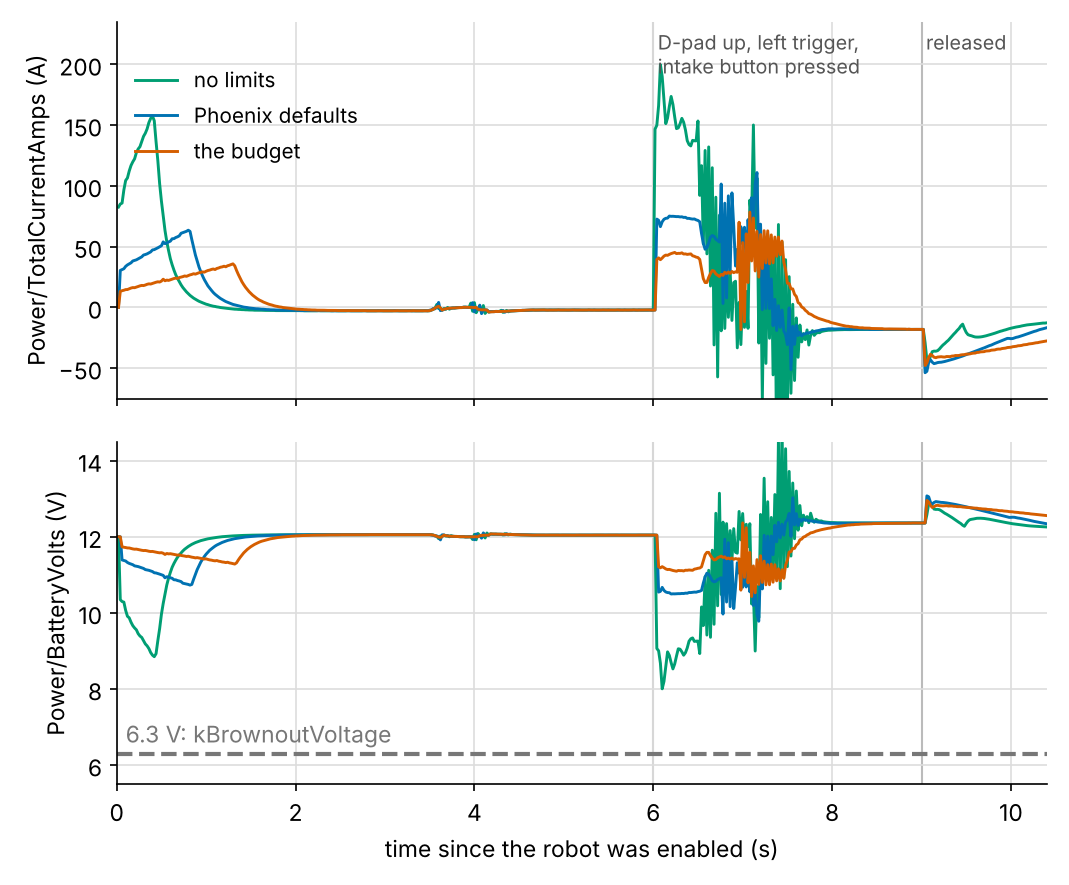 D-pad up, left trigger,
intake button pressed
released
no limits
Phoenix defaults
the budget
Power/TotalCurrentAmps (A)
200
150
100
50
0
−50
Power/BatteryVolts (V)
14
12
10
8
6
6.3 V: kBrownoutVoltage
0 2 4 6 8 10
time since the robot was enabled (s)